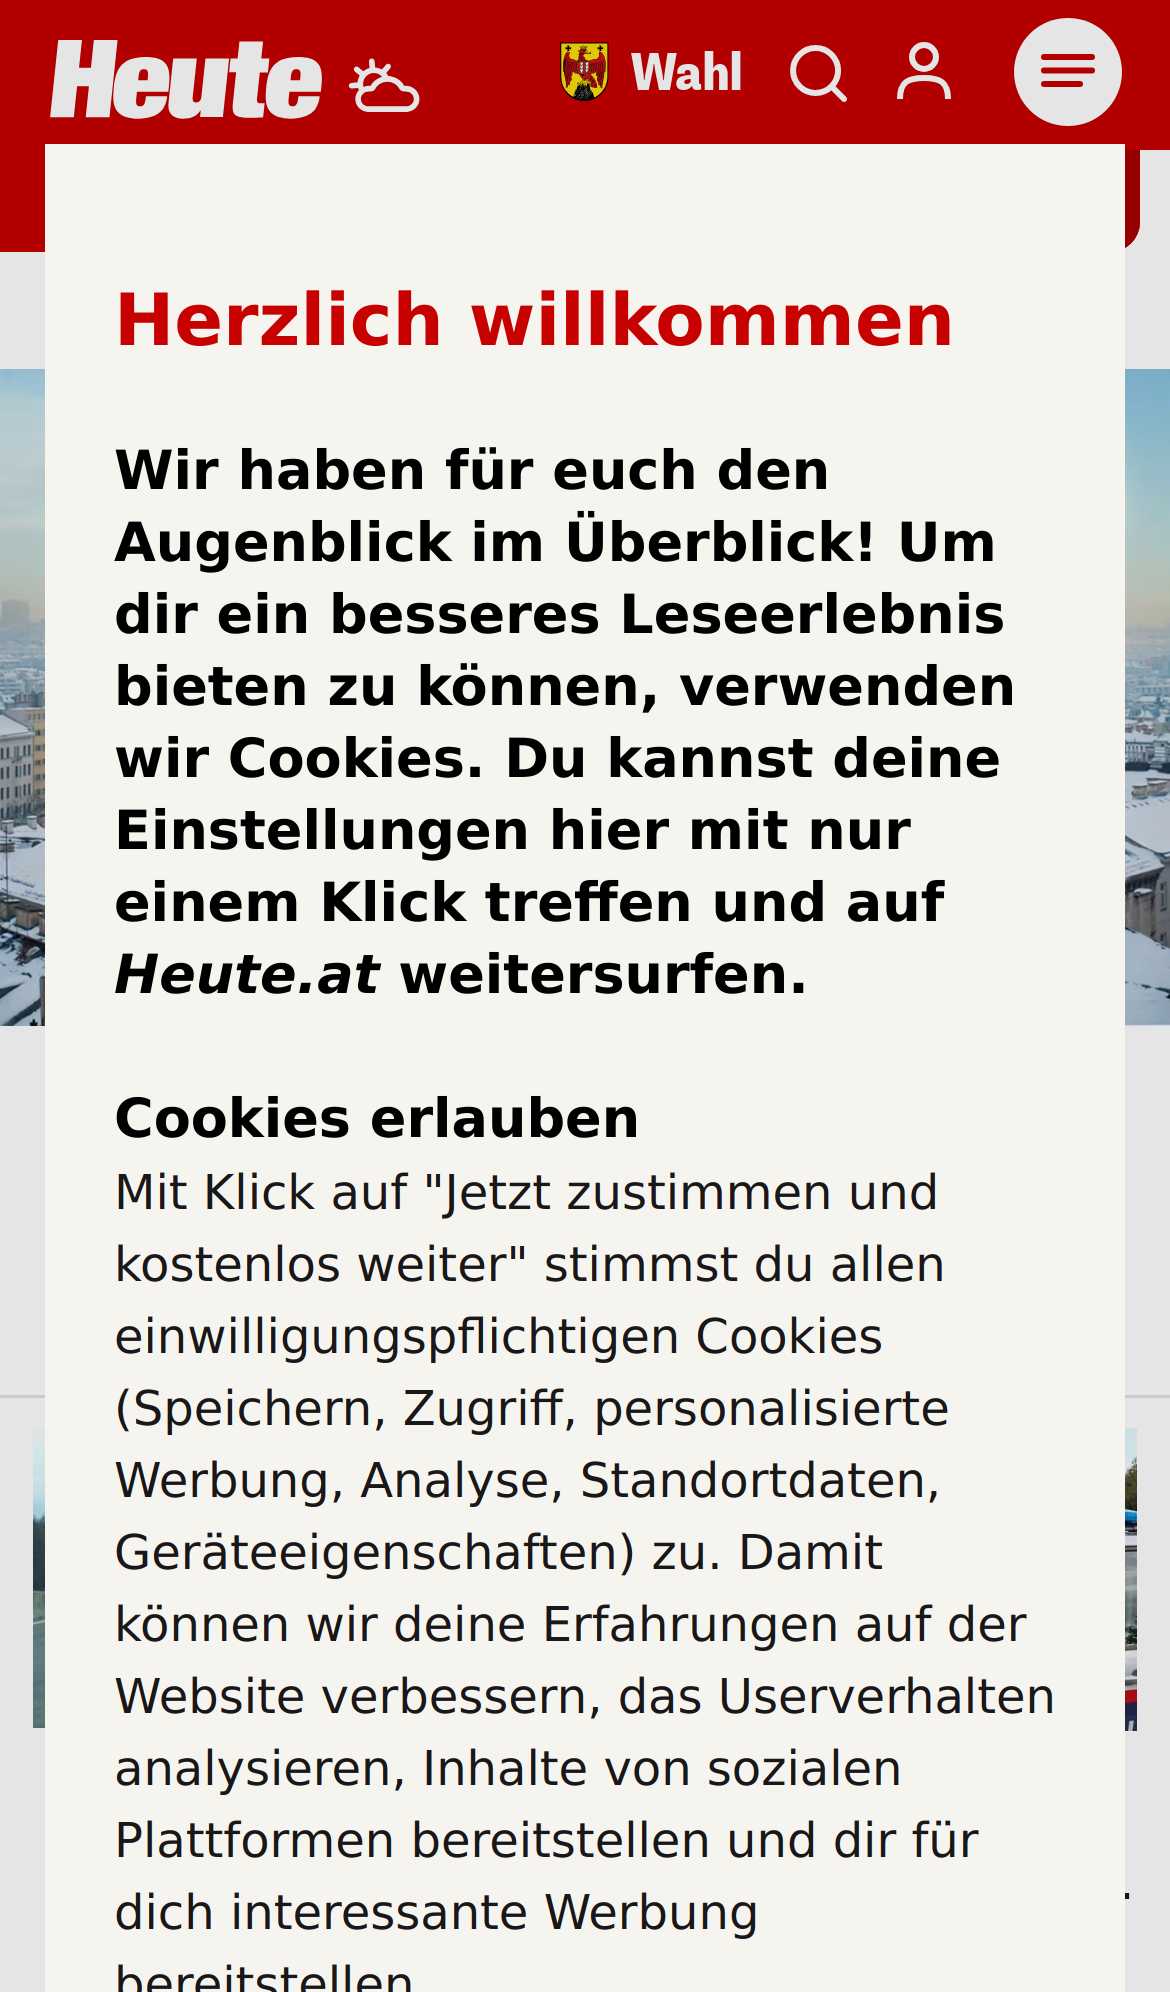 Heute
Wahl
Herzlich willkommen
Wir haben für euch den
Augenblick im Überblick! Um
dir ein besseres Leseerlebnis
bieten zu können, verwenden
wir Cookies. Du kannst deine
Einstellungen hier mit nur
einem Klick treffen und auf
Heute.at weitersurfen.
Cookies erlauben
Mit Klick auf "Jetzt zustimmen und
kostenlos weiter" stimmst du allen
einwilligungspflichtigen Cookies
(Speichern, Zugriff, personalisierte
Werbung, Analyse, Standortdaten,
Geräteeigenschaften) zu. Damit
können wir deine Erfahrungen auf der
Website verbessern, das Userverhalten
analysieren, Inhalte von sozialen
Plattformen bereitstellen und dir für
dich interessante Werbung
bereitstellen